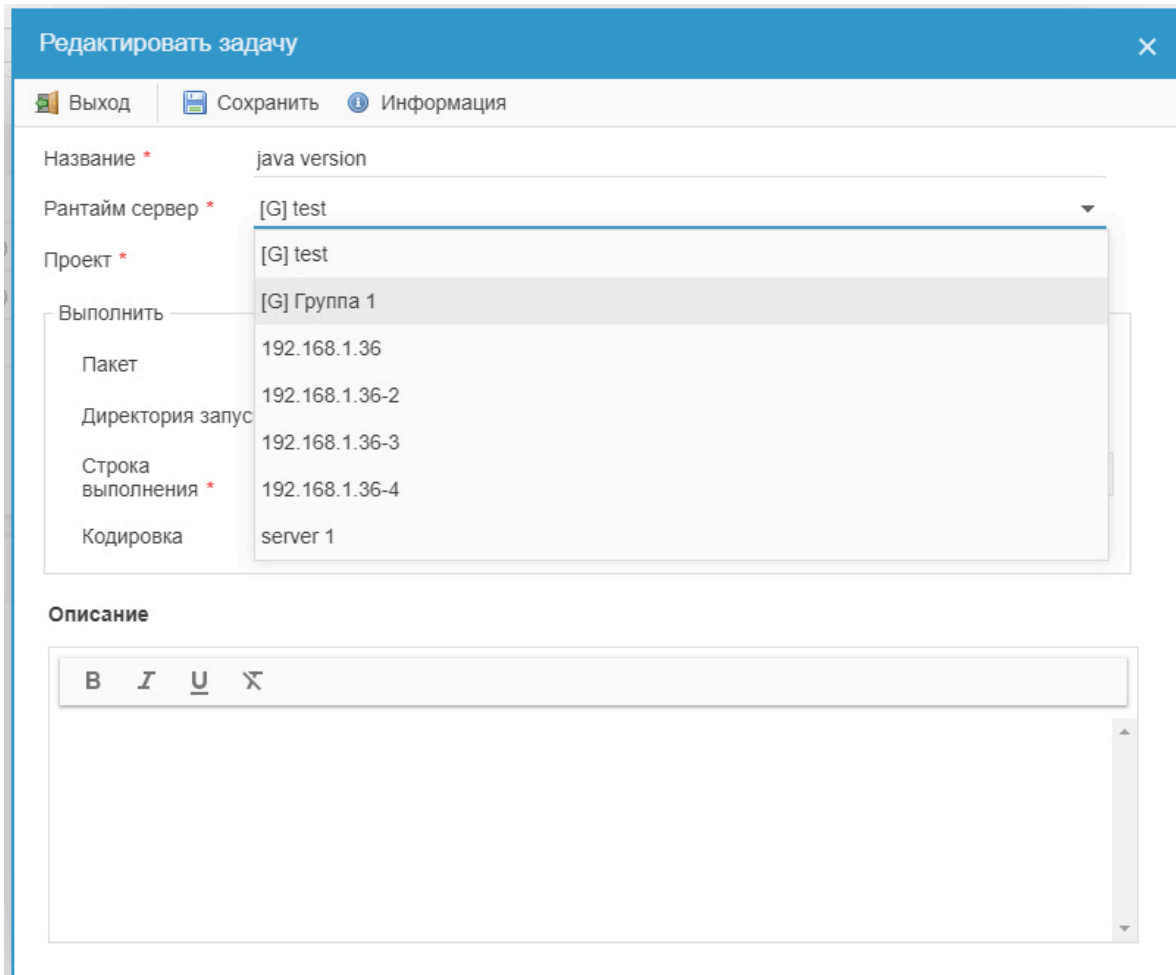 Редактировать задачу
Выход Сохранить Информация
Название * java version
Рантайм сервер * [G] test
Проект *
[G] test
[G] Группа 1
192.168.1.36
192.168.1.36-2
192.168.1.36-3
192.168.1.36-4
server 1
Выполнить
Пакет
Директория запус
Строка
выполнения *
Кодировка
Описание
B I U